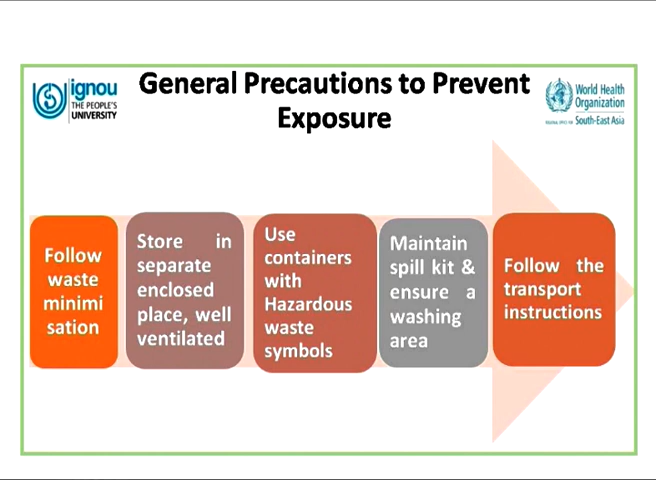 ignou
THE PEOPLE'S
UNIVERSITY
General Precautions to Prevent
Exposure
World Health
Organization
South-East Asia
Follow
waste
minimi
sation
Store in
separate
enclosed
place, well
ventilated
Use
containers
with
Hazardous
waste
symbols
Maintain
spill kit &
ensure a
washing
area
Follow the
transport
instructions